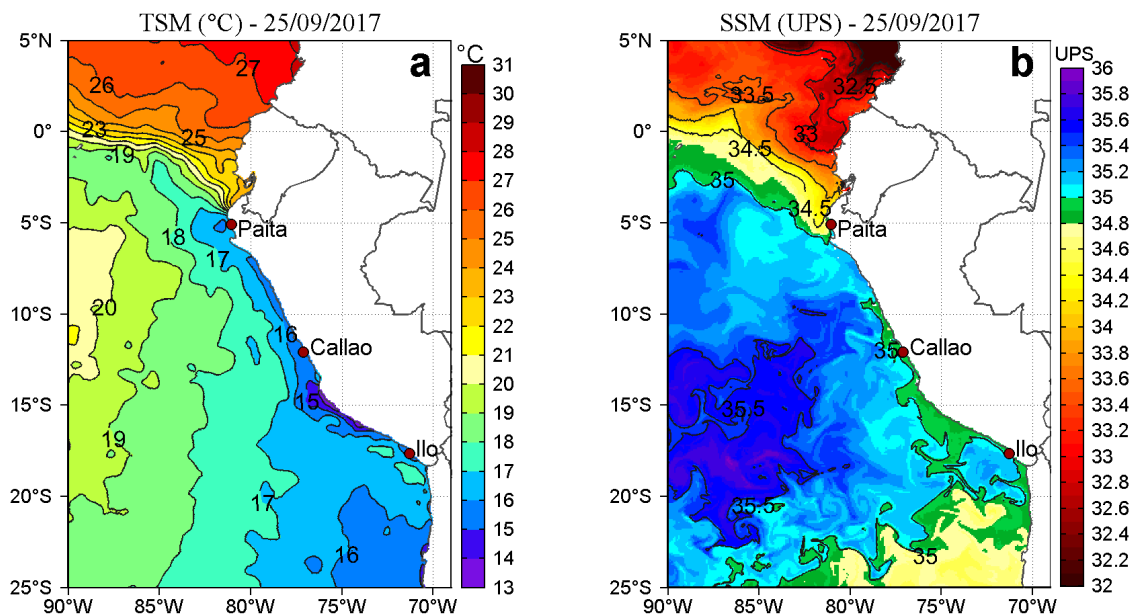 TSM (°C) - 25/09/2017
a
°C
5°N
0°
5°S
10°S
15°S
20°S
25°S
90°W
85°W
80°W
75°W
70°W
27
26
25
23
19
18
17
20
16
15
19
17
16
Paita
Callao
Ilo
31
30
29
28
27
26
25
24
23
22
21
20
19
18
17
16
15
14
13
SSM (UPS) - 25/09/2017
b
UPS
5°N
0°
5°S
10°S
15°S
20°S
25°S
90°W
85°W
80°W
75°W
70°W
32.5
33.5
33
34.5
35
34.5
35
35.5
35.5
35
Paita
Callao
Ilo
36
35.8
35.6
35.4
35.2
35
34.8
34.6
34.4
34.2
34
33.8
33.6
33.4
33.2
33
32.8
32.6
32.4
32.2
32